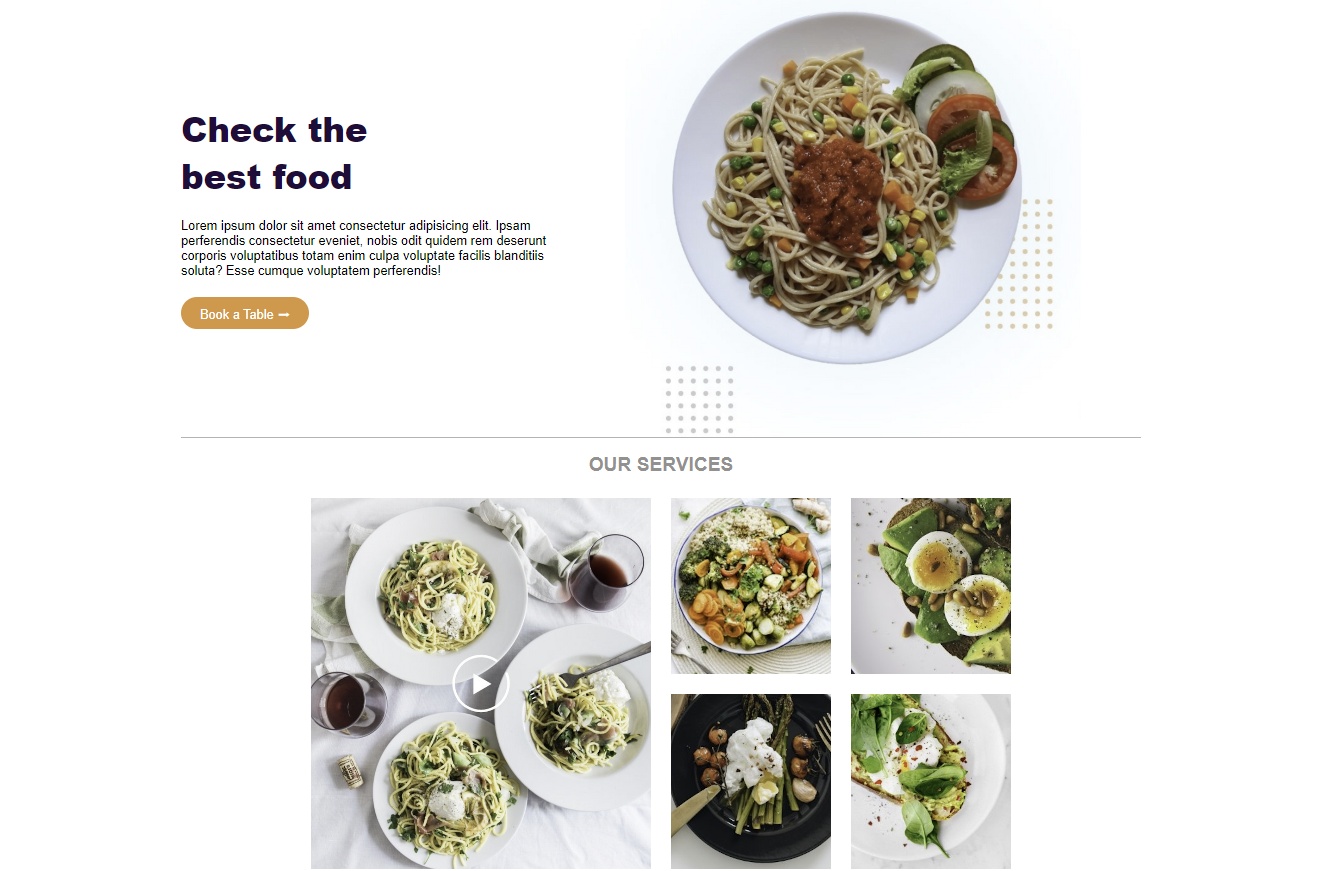 Check the
best food
Lorem ipsum dolor sit amet consectetur adipisicing elit. Ipsam
perferendis consectetur eveniet, nobis odit quidem rem deserunt
corporis voluptatibus totam enim culpa voluptate facilis blanditiis
soluta? Esse cumque voluptatem perferendis!
Book a Table ➞
OUR SERVICES